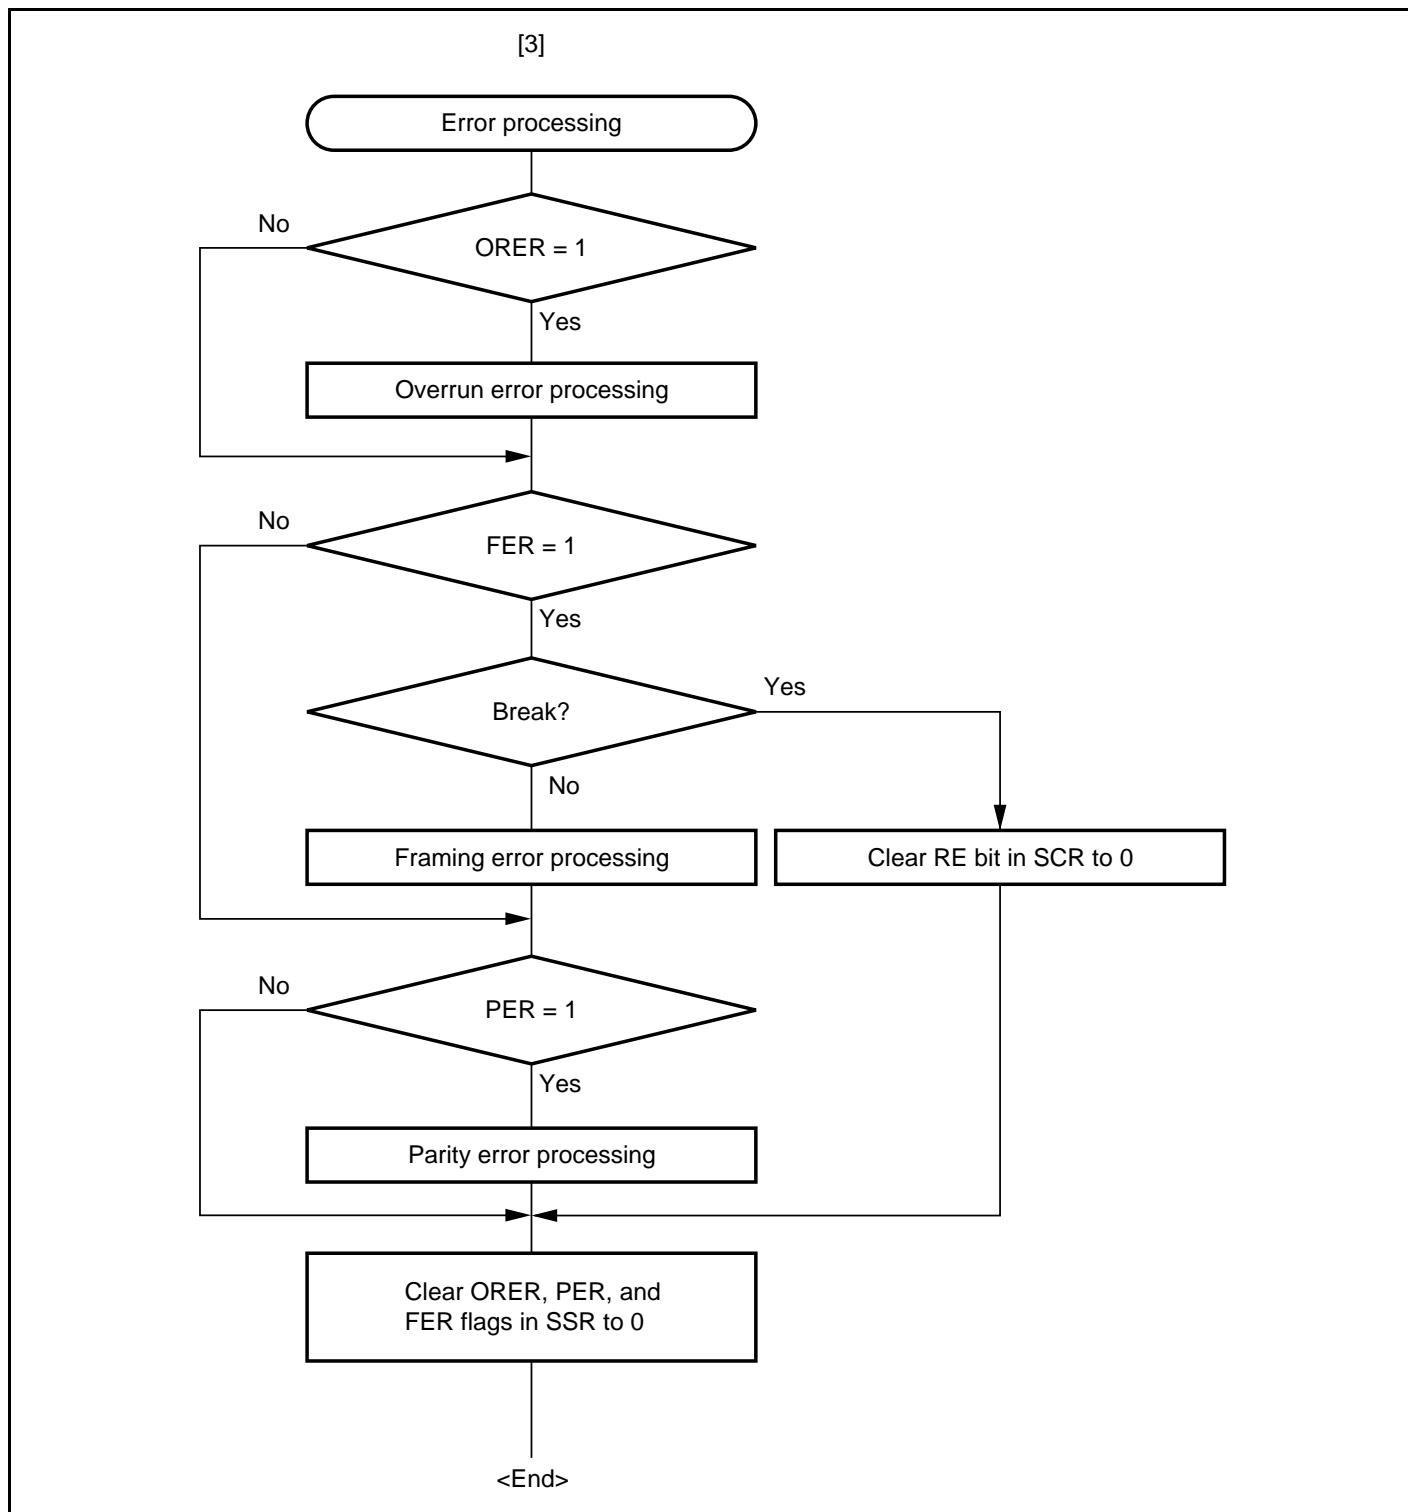 [3]
Error processing
No
ORER = 1
Yes
Overrun error processing
No
FER = 1
Yes
Break?
Yes
No
Framing error processing
Clear RE bit in SCR to 0
No
PER = 1
Yes
Parity error processing
Clear ORER, PER, and
FER flags in SSR to 0
<End>